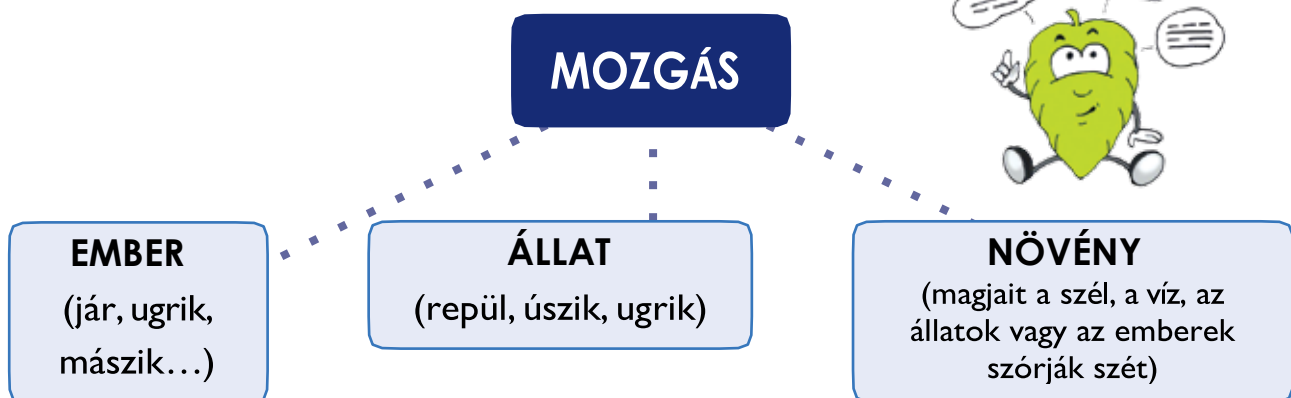 MOZGÁS
EMBER
(jár, ugrik,
mászik...)
ÁLLAT
(repül, úszik, ugrik)
NÖVÉNY
(magjait a szél, a víz, az
állatok vagy az emberek
szórják szét)